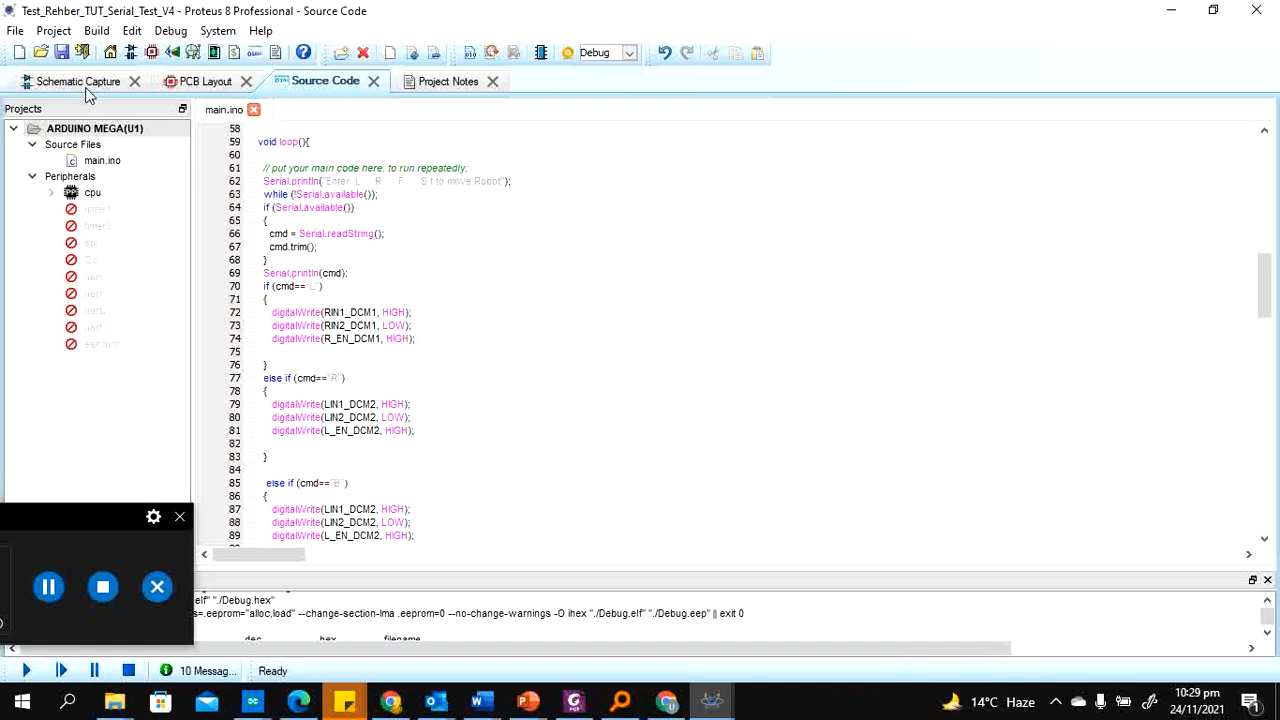 Test_Rehber_TUT_Serial_Test_V4 - Proteus 8 Professional - Source Code
File Project Build Edit Debug System Help
Debug
Schematic Capture PCB Layout Source Code Project Notes
Projects
main.ino
ARDUINO MEGA(U1)
Source Files
main.ino
Peripherals
cpu
58
59 void loop(){
60
61 // put your main code here, to run repeatedly:
62 Serial.println("Enter L R F S to move Robot");
63 while (!Serial.available());
64 if (Serial.available())
65 {
66 cmd = Serial.readString();
67 cmd.trim();
68 }
69 Serial.println(cmd);
70 if (cmd=="L")
71 {
72 digitalWrite(RIN1_DCM1, HIGH);
73 digitalWrite(RIN2_DCM1, LOW);
74 digitalWrite(R_EN_DCM1, HIGH);
75
76 }
77 else if (cmd=="R")
78 {
79 digitalWrite(LIN1_DCM2, HIGH);
80 digitalWrite(LIN2_DCM2, LOW);
81 digitalWrite(L_EN_DCM2, HIGH);
82
83 }
84
85 else if (cmd=="B")
86 {
87 digitalWrite(LIN1_DCM2, HIGH);
88 digitalWrite(LIN2_DCM2, LOW);
89 digitalWrite(L_EN_DCM2, HIGH);
elf" "./Debug.hex"
s=.eeprom="alloc,load" --change-section-lma .eeprom=0 --no-change-warnings -O ihex "./Debug.elf" "./Debug.eep" || exit 0
dec hex filename
10 Messag... Ready
14°C Haze
10:29 pm
24/11/2021